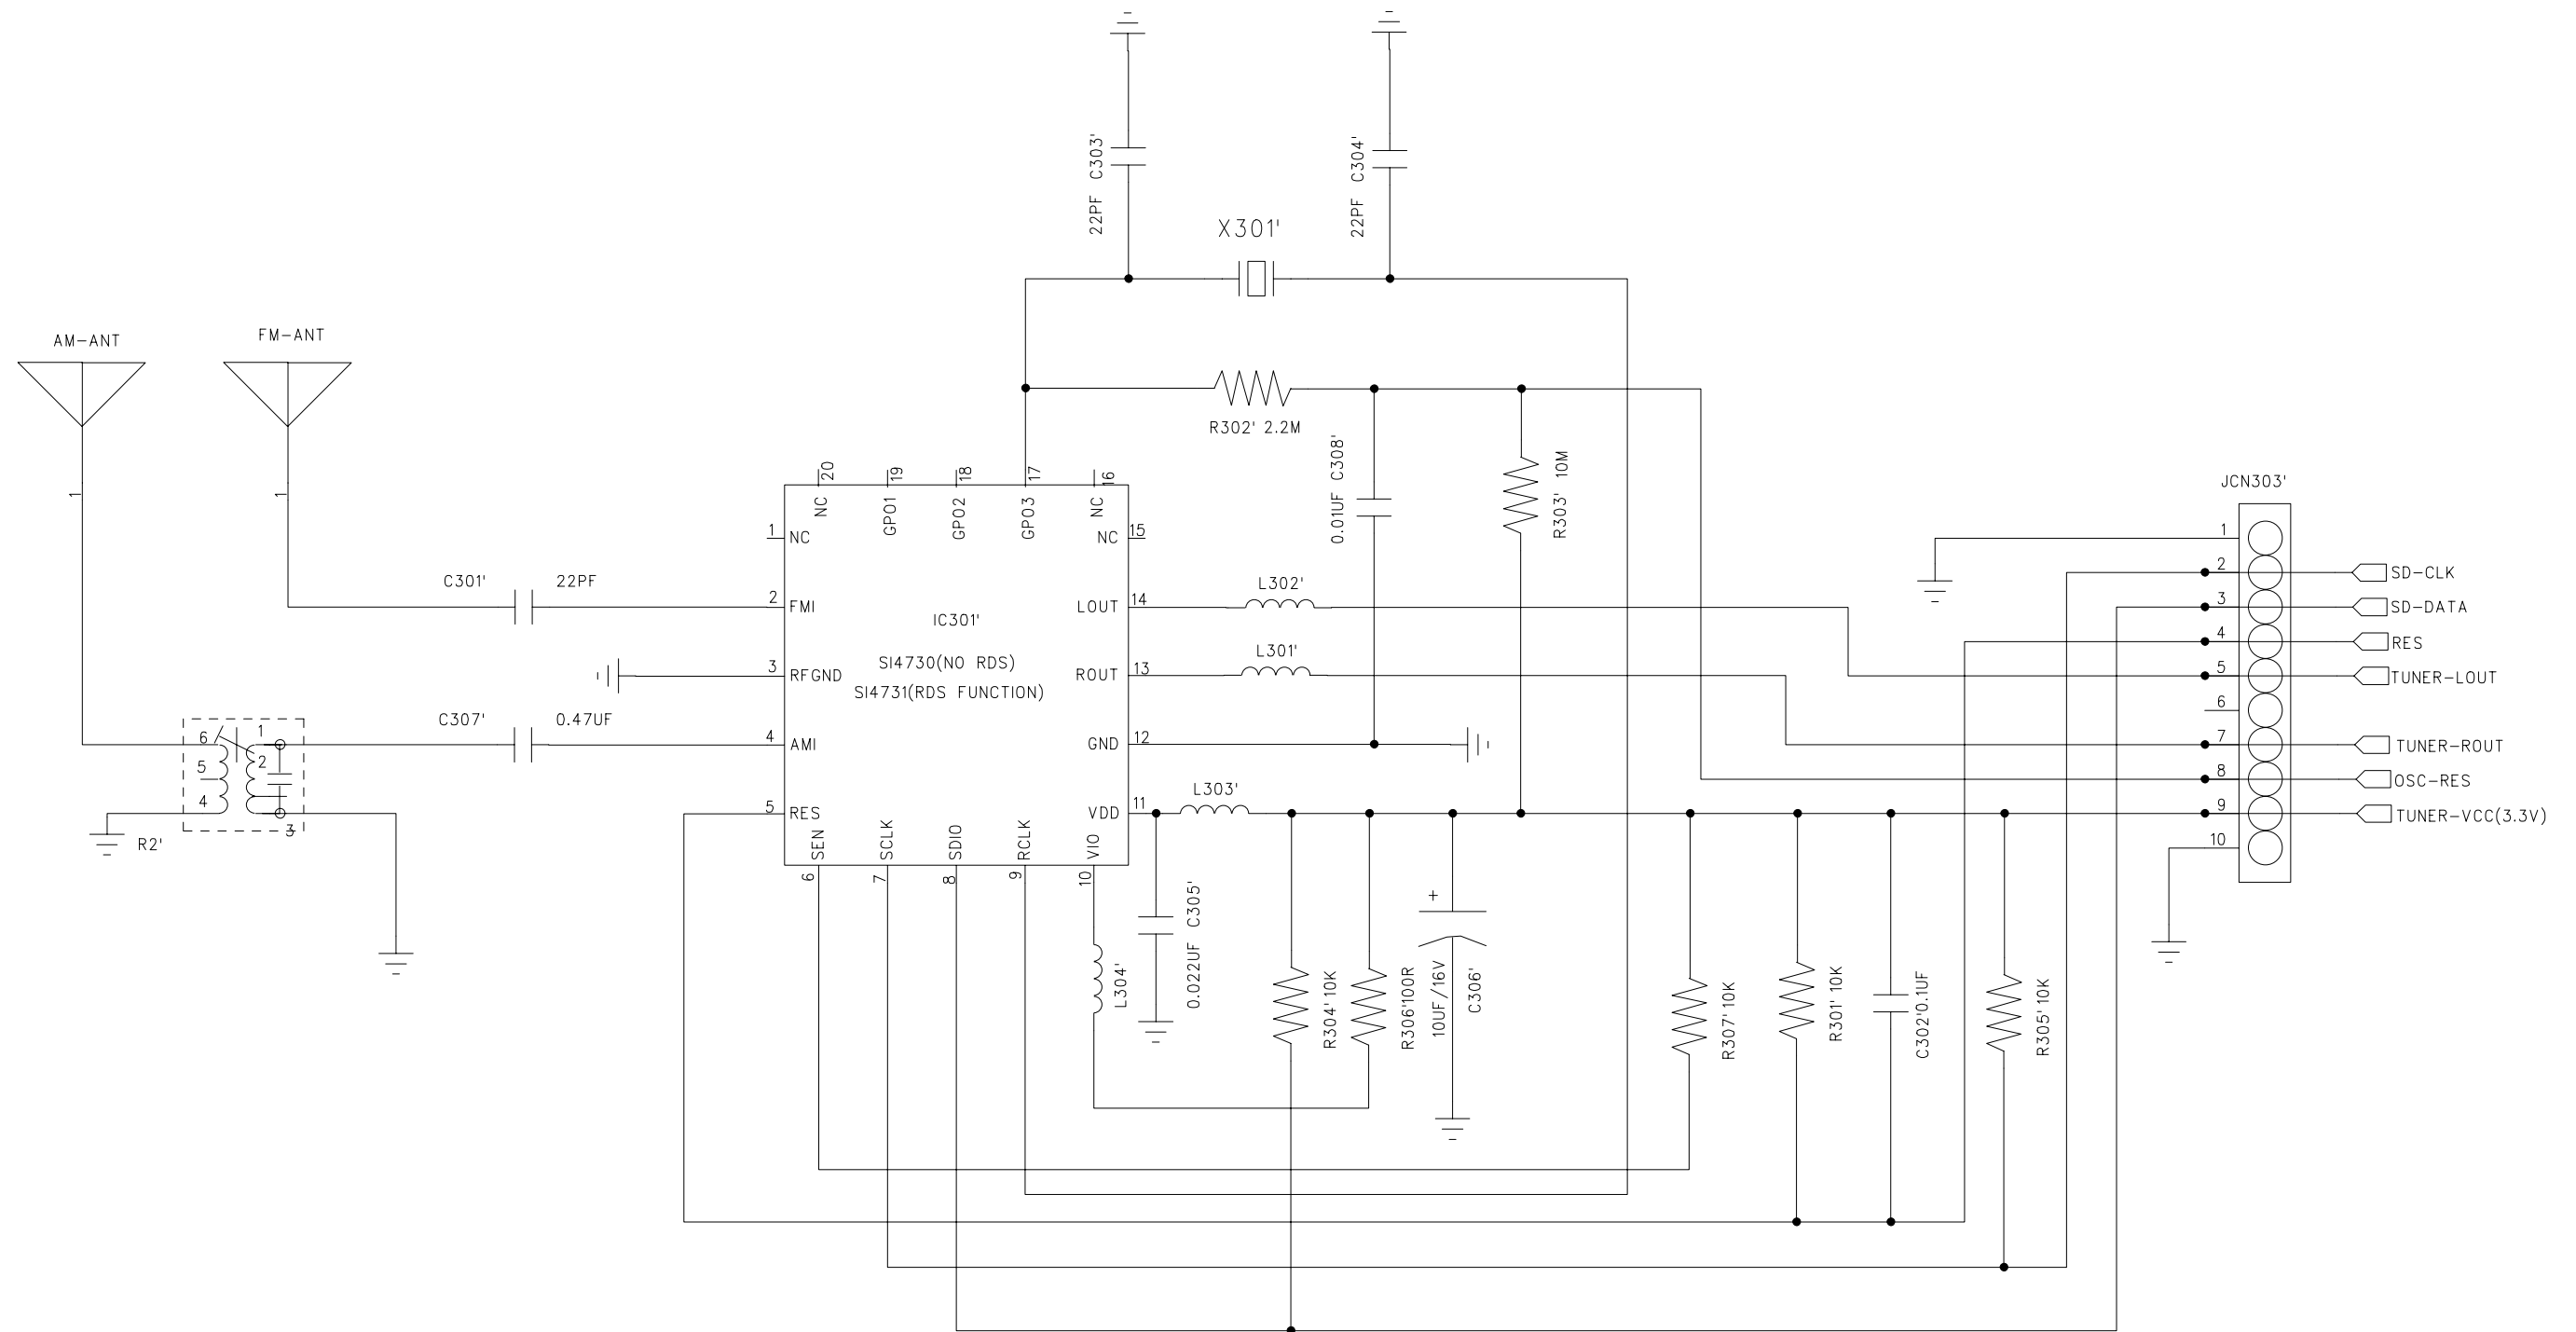 22PF C303'
22PF C304'
X301'
AM-ANT
FM-ANT
1
1
R302' 2.2M
0.01UF C308'
R303' 10M
C301' 22PF
C307' 0.47UF
6
5
4
1
2
3
R2'
IC301'
SI4730(NO RDS)
SI4731(RDS FUNCTION)
20 NC
19 GPO1
18 GPO2
17 GPO3
16 NC
1 NC
2 FMI
3 RFGND
4 AMI
5 RES
6 SEN
7 SCLK
8 SDIO
9 RCLK
10 VIO
15 NC
14 LOUT
13 ROUT
12 GND
11 VDD
L302'
L301'
L303'
L304'
0.022UF C305'
R304' 10K
R306' 100R
+
10UF/16V
C306'
R307' 10K
R301' 10K
C302' 0.1UF
R305' 10K
JCN303'
1
2 SD-CLK
3 SD-DATA
4 RES
5 TUNER-LOUT
6
7 TUNER-ROUT
8 OSC-RES
9 TUNER-VCC(3.3V)
10